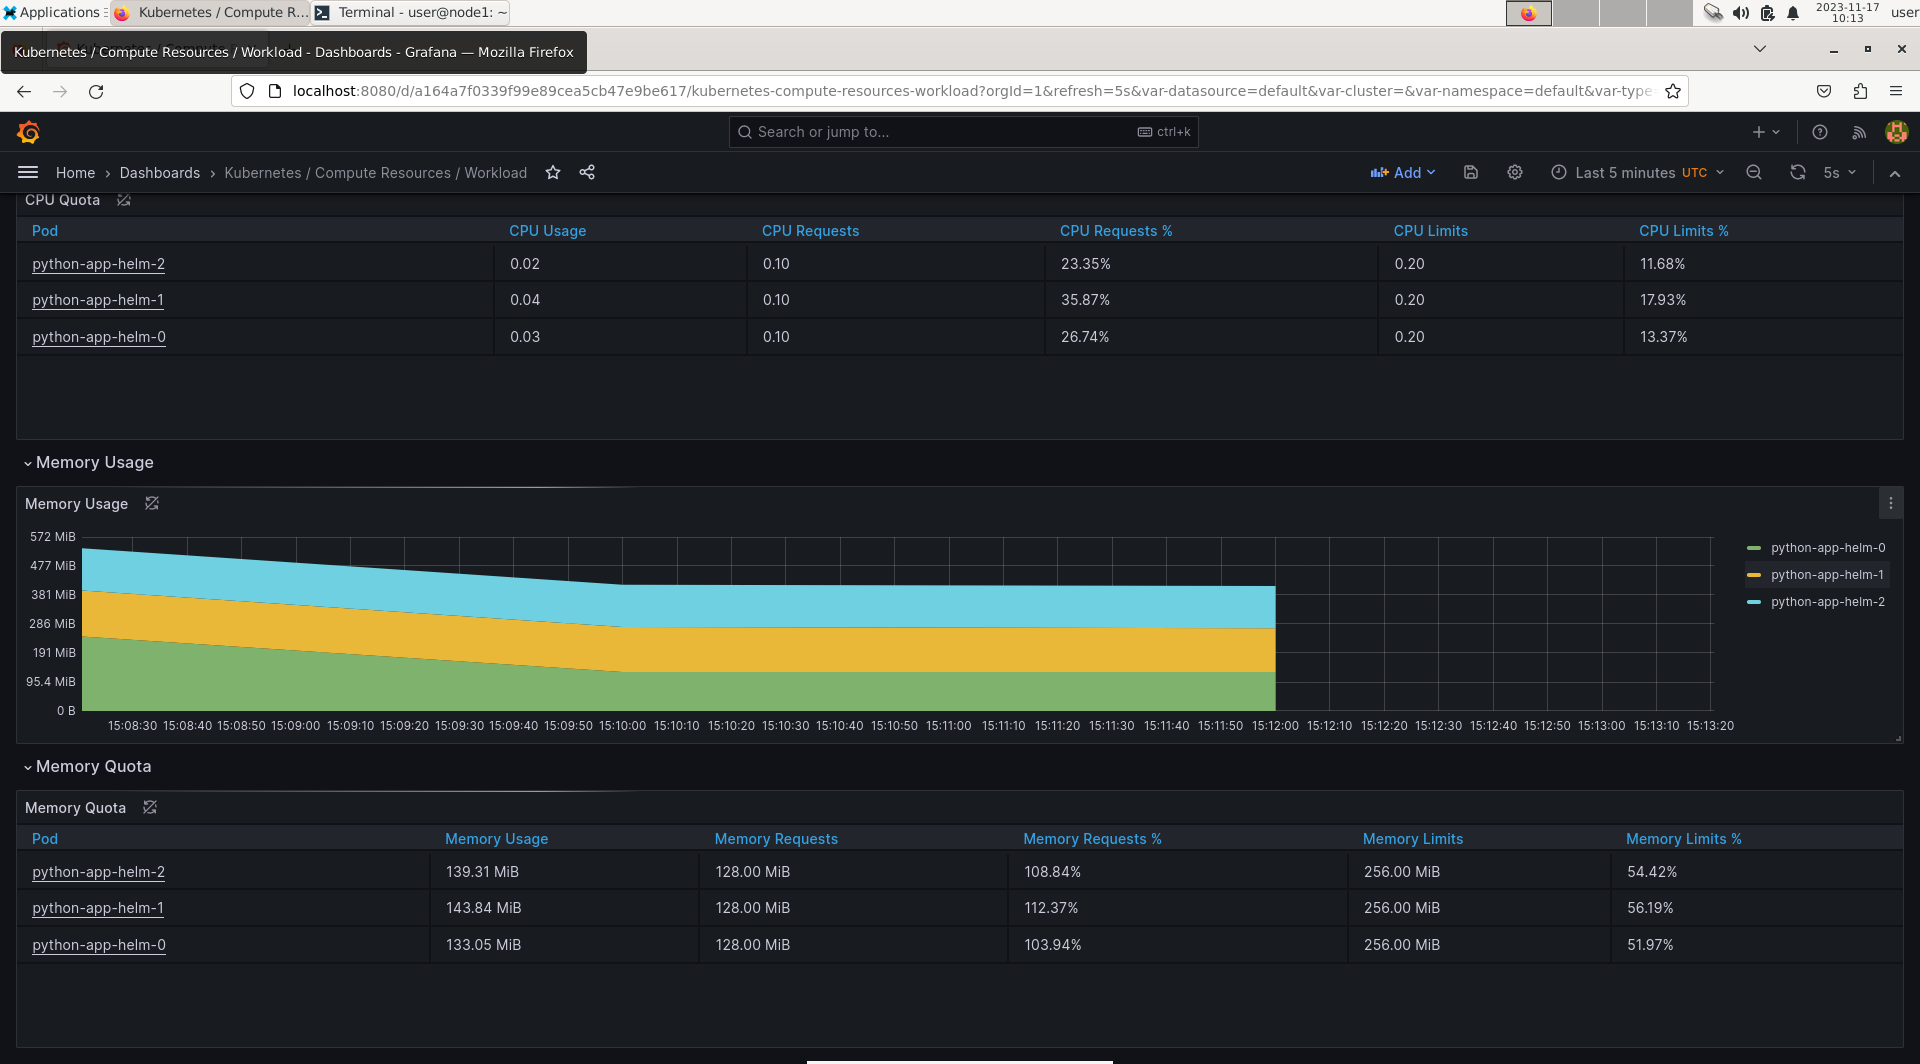 Applications
Kubernetes / Compute R...
Terminal - user@node1: ~
2023-11-17
10:13
user
Kubernetes / Compute Resources / Workload - Dashboards - Grafana — Mozilla Firefox
localhost:8080/d/a164a7f0339f99e89cea5cb47e9be617/kubernetes-compute-resources-workload?orgId=1&refresh=5s&var-datasource=default&var-cluster=&var-namespace=default&var-type=
Search or jump to...
ctrl+k
Home › Dashboards › Kubernetes / Compute Resources / Workload
Add
Last 5 minutes UTC
5s
CPU Quota
Pod CPU Usage CPU Requests CPU Requests % CPU Limits CPU Limits %
python-app-helm-2 0.02 0.10 23.35% 0.20 11.68%
python-app-helm-1 0.04 0.10 35.87% 0.20 17.93%
python-app-helm-0 0.03 0.10 26.74% 0.20 13.37%
Memory Usage
Memory Usage
572 MiB
477 MiB
381 MiB
286 MiB
191 MiB
95.4 MiB
0 B
15:08:30 15:08:40 15:08:50 15:09:00 15:09:10 15:09:20 15:09:30 15:09:40 15:09:50 15:10:00 15:10:10 15:10:20 15:10:30 15:10:40 15:10:50 15:11:00 15:11:10 15:11:20 15:11:30 15:11:40 15:11:50 15:12:00 15:12:10 15:12:20 15:12:30 15:12:40 15:12:50 15:13:00 15:13:10 15:13:20
python-app-helm-0
python-app-helm-1
python-app-helm-2
Memory Quota
Memory Quota
Pod Memory Usage Memory Requests Memory Requests % Memory Limits Memory Limits %
python-app-helm-2 139.31 MiB 128.00 MiB 108.84% 256.00 MiB 54.42%
python-app-helm-1 143.84 MiB 128.00 MiB 112.37% 256.00 MiB 56.19%
python-app-helm-0 133.05 MiB 128.00 MiB 103.94% 256.00 MiB 51.97%